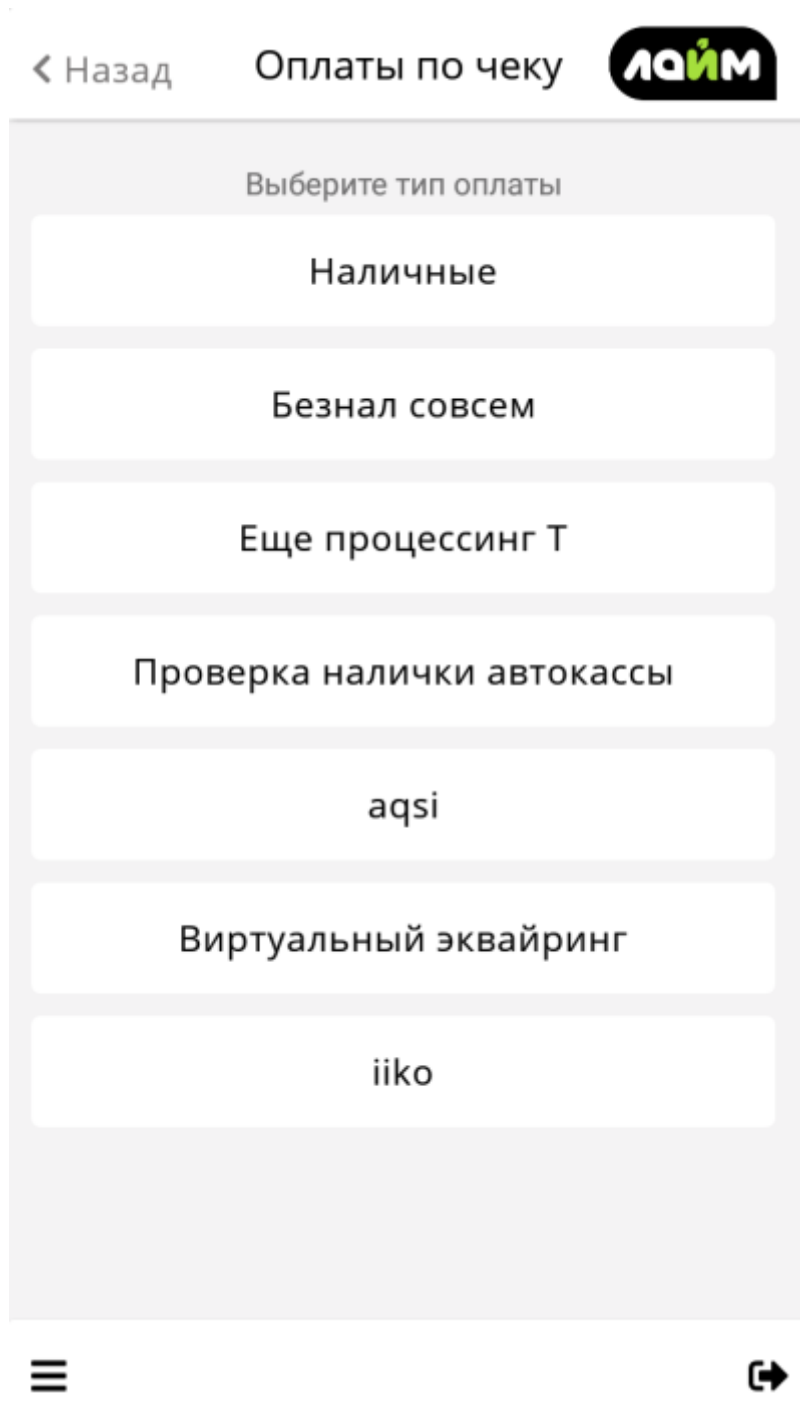 Назад
Оплаты по чеку
лайм
Выберите тип оплаты
Наличные
Безнал совсем
Еще процессинг Т
Проверка налички автокассы
aqsi
Виртуальный эквайринг
iiko